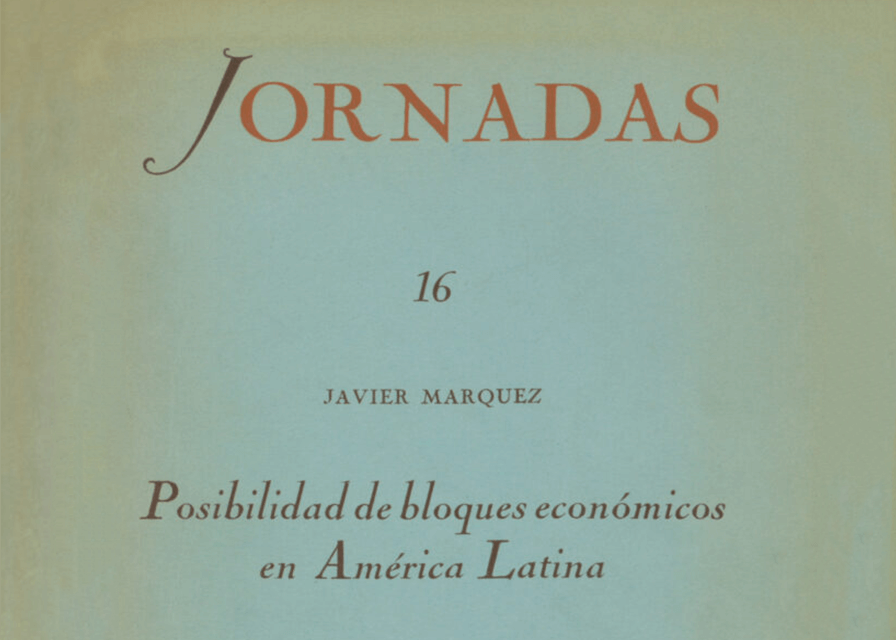 JORNADAS
16
JAVIER MARQUEZ
Posibilidad de bloques económicos
en América Latina